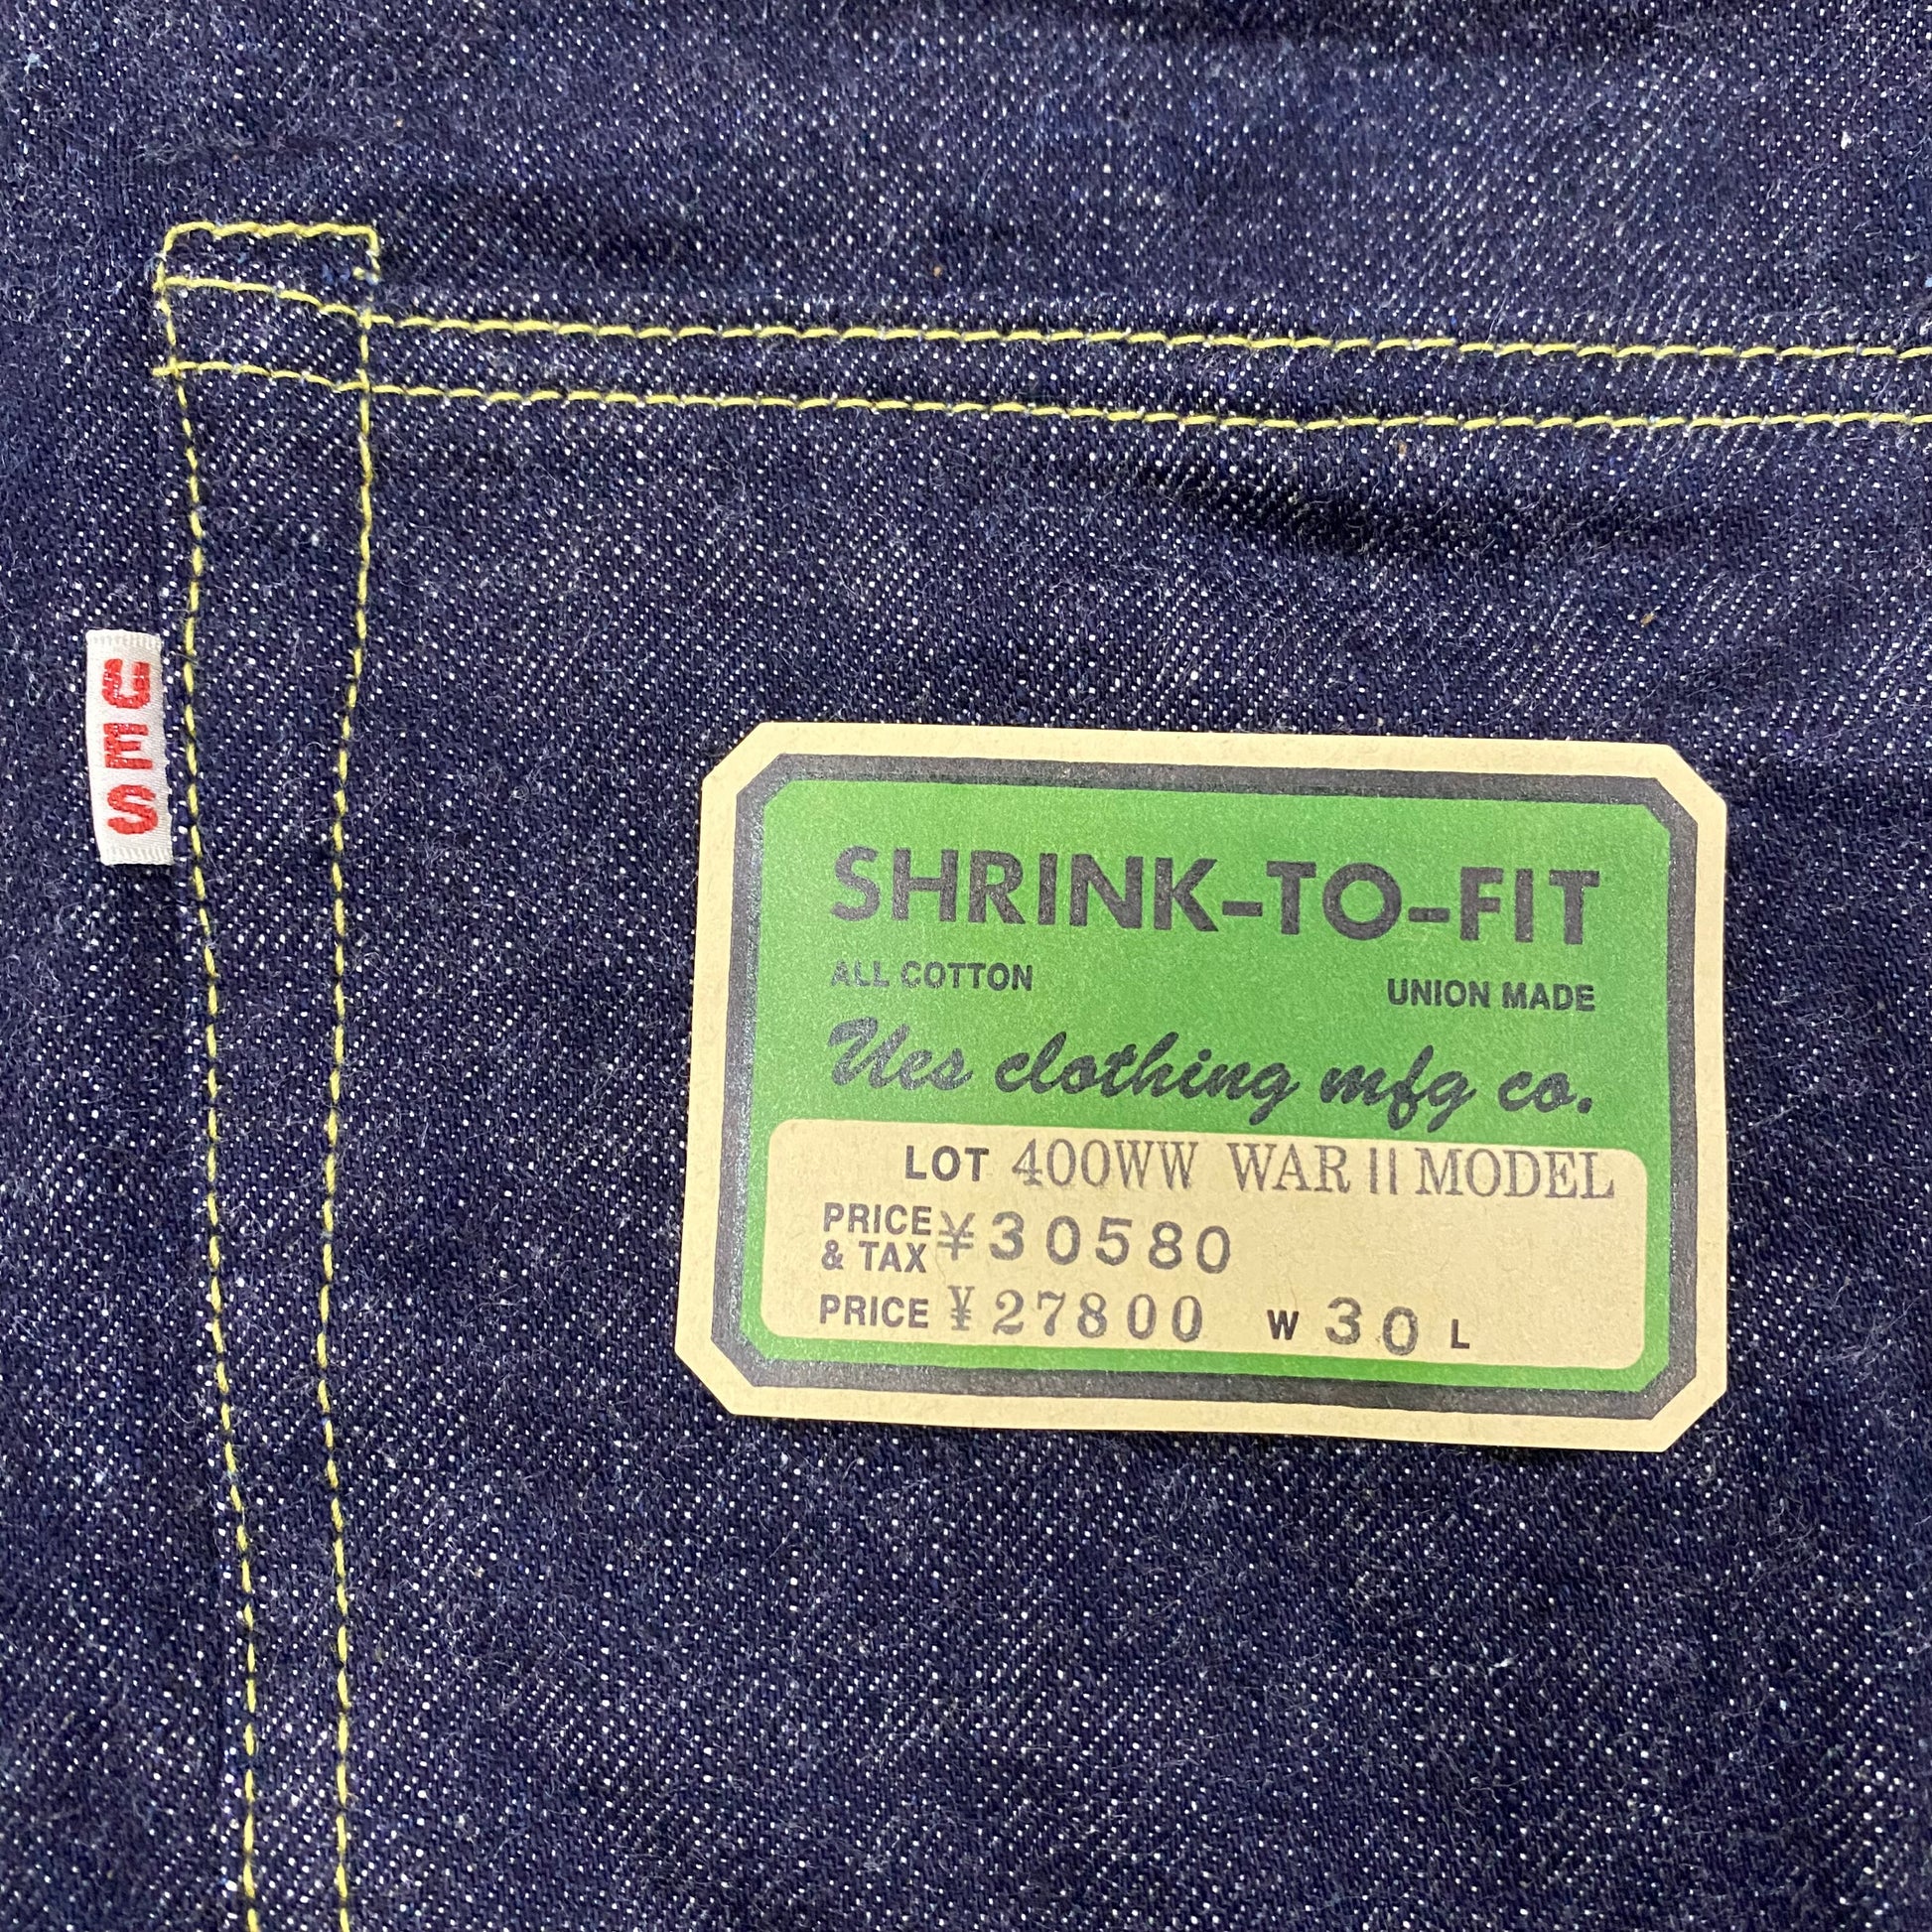 UES
SHRINK-TO-FIT
ALL COTTON UNION MADE
Ues clothing mfg co.
LOT 400WW WAR II MODEL
PRICE & TAX ¥30580
PRICE ¥27800 W 30 L